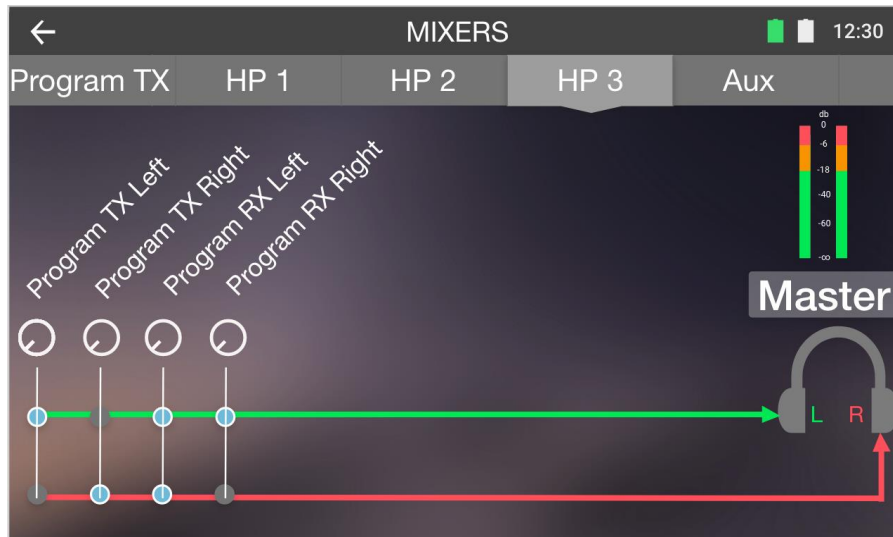 MIXERS
12:30
Program TX
HP 1
HP 2
HP 3
Aux
Program TX Left
Program TX Right
Program RX Left
Program RX Right
db
0
-6
-18
-40
-60
-∞
Master
L
R